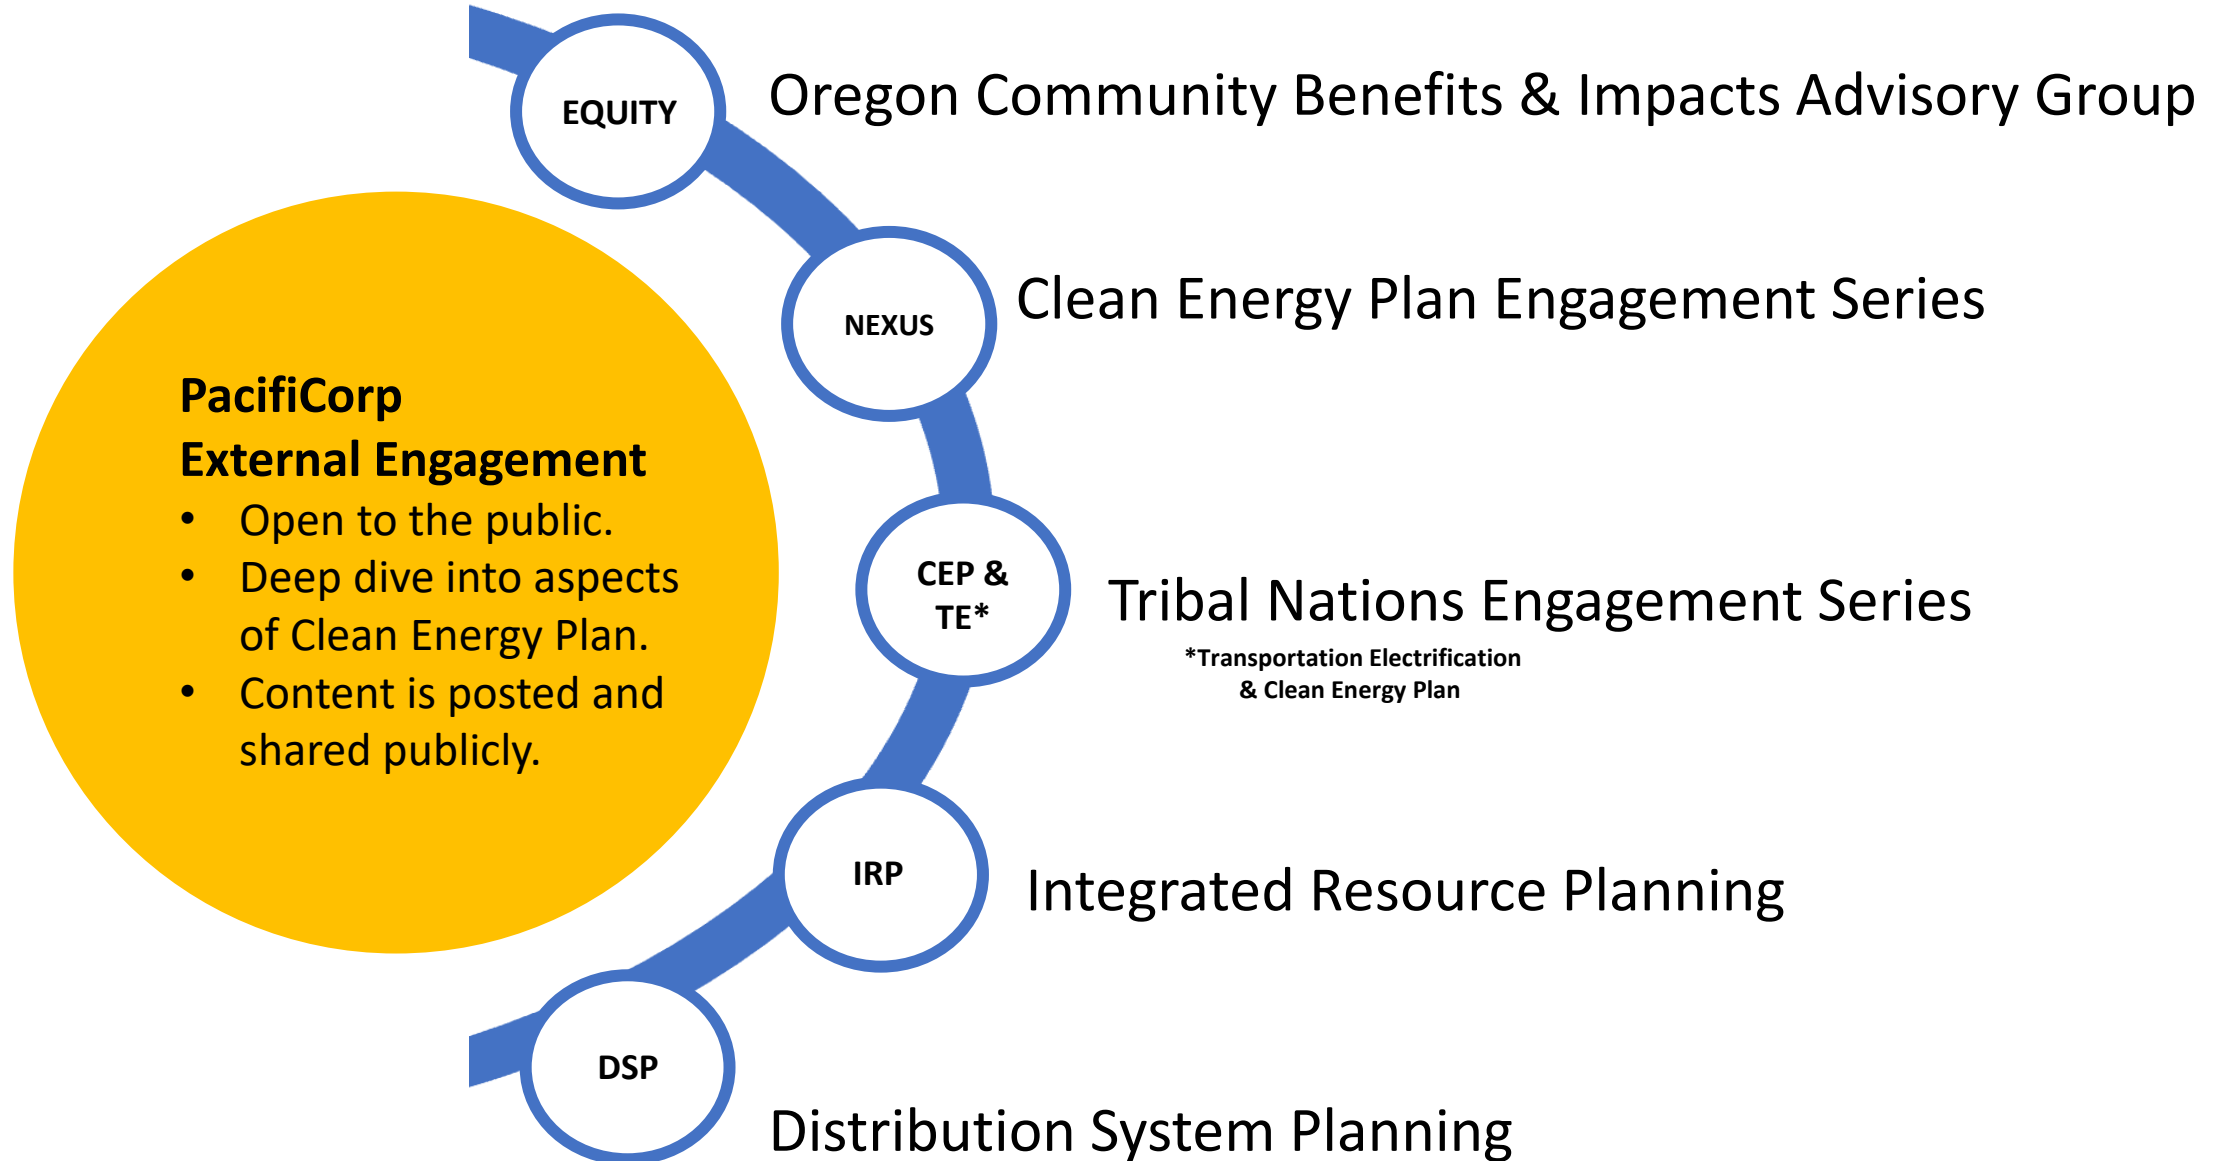 EQUITY
Oregon Community Benefits & Impacts Advisory Group
NEXUS
Clean Energy Plan Engagement Series
PacifiCorp
External Engagement
• Open to the public.
• Deep dive into aspects
of Clean Energy Plan.
• Content is posted and
shared publicly.
CEP &
TE*
Tribal Nations Engagement Series
*Transportation Electrification
& Clean Energy Plan
IRP
Integrated Resource Planning
DSP
Distribution System Planning